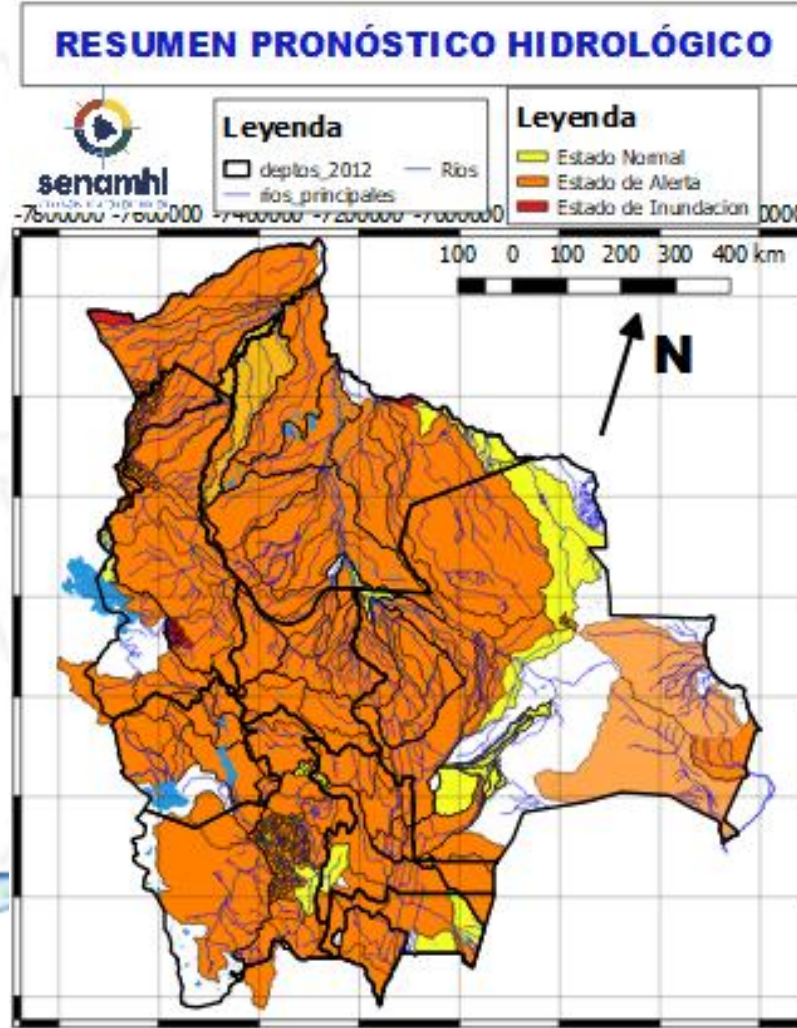 RESUMEN PRONÓSTICO HIDROLÓGICO
senamhi
Leyenda
deptos_2012
Rios
rios_principales
Leyenda
Estado Normal
Estado de Alerta
Estado de Inundacion
-7600000 -7400000 -7200000 -7000000
100 0 100 200 300 400 km
N